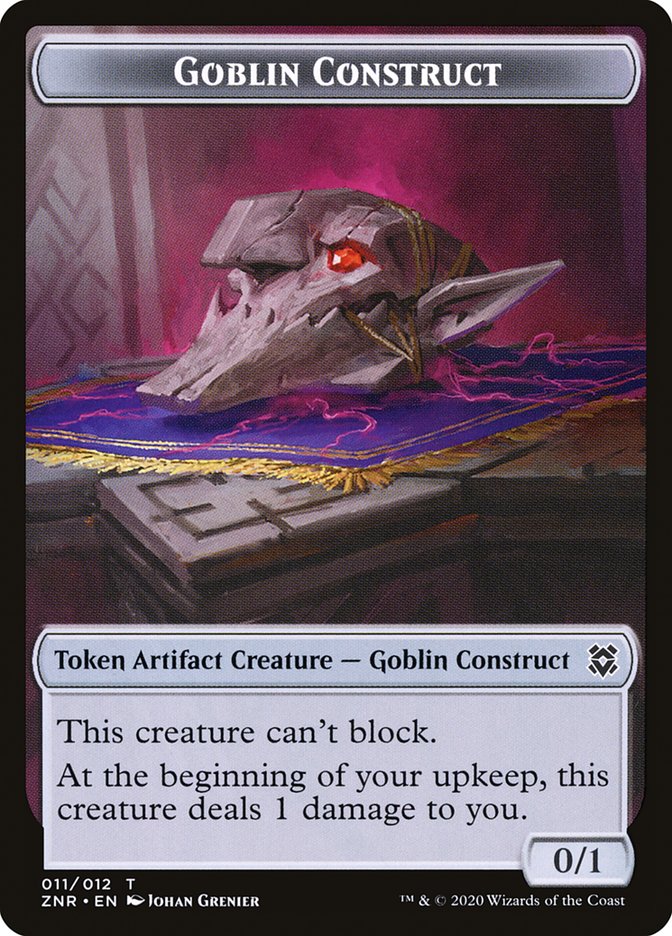 Goblin Construct
Token Artifact Creature — Goblin Construct
This creature can't block.
At the beginning of your upkeep, this
creature deals 1 damage to you.
0/1
011/012 T
ZNR • EN Johan Grenier
™ & © 2020 Wizards of the Coast